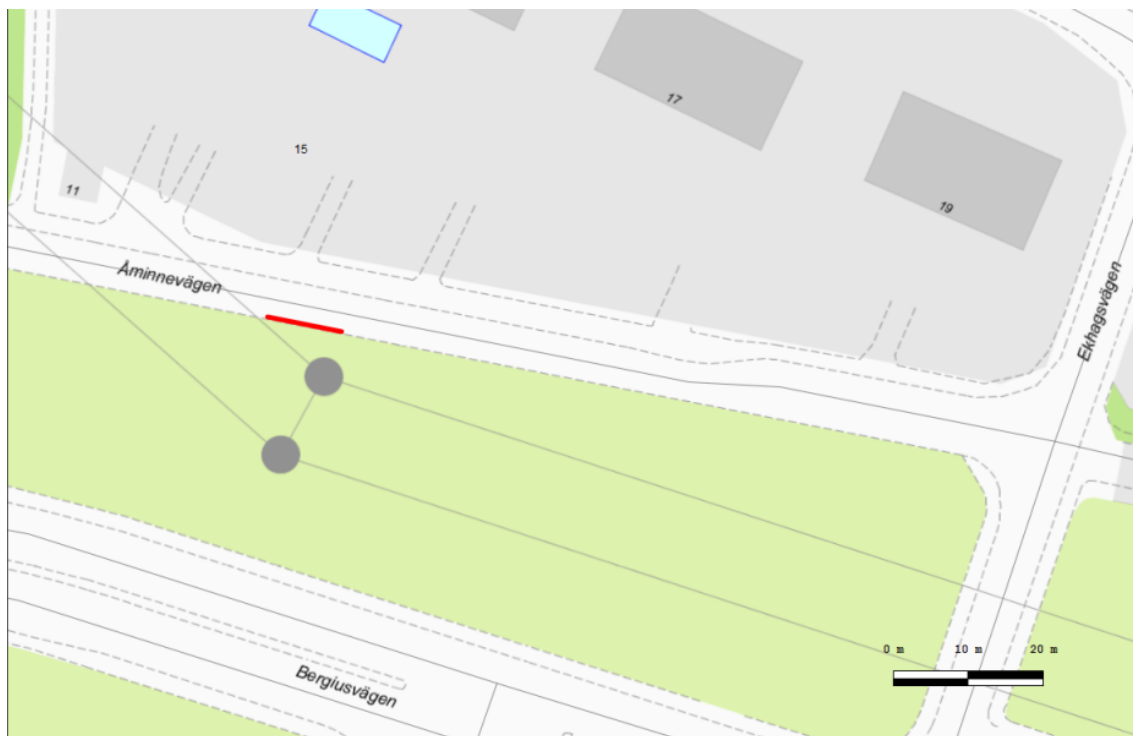 17
15
11
19
Åminnevägen
Ekhagsvägen
0 m 10 m 20 m
Bergiusvägen